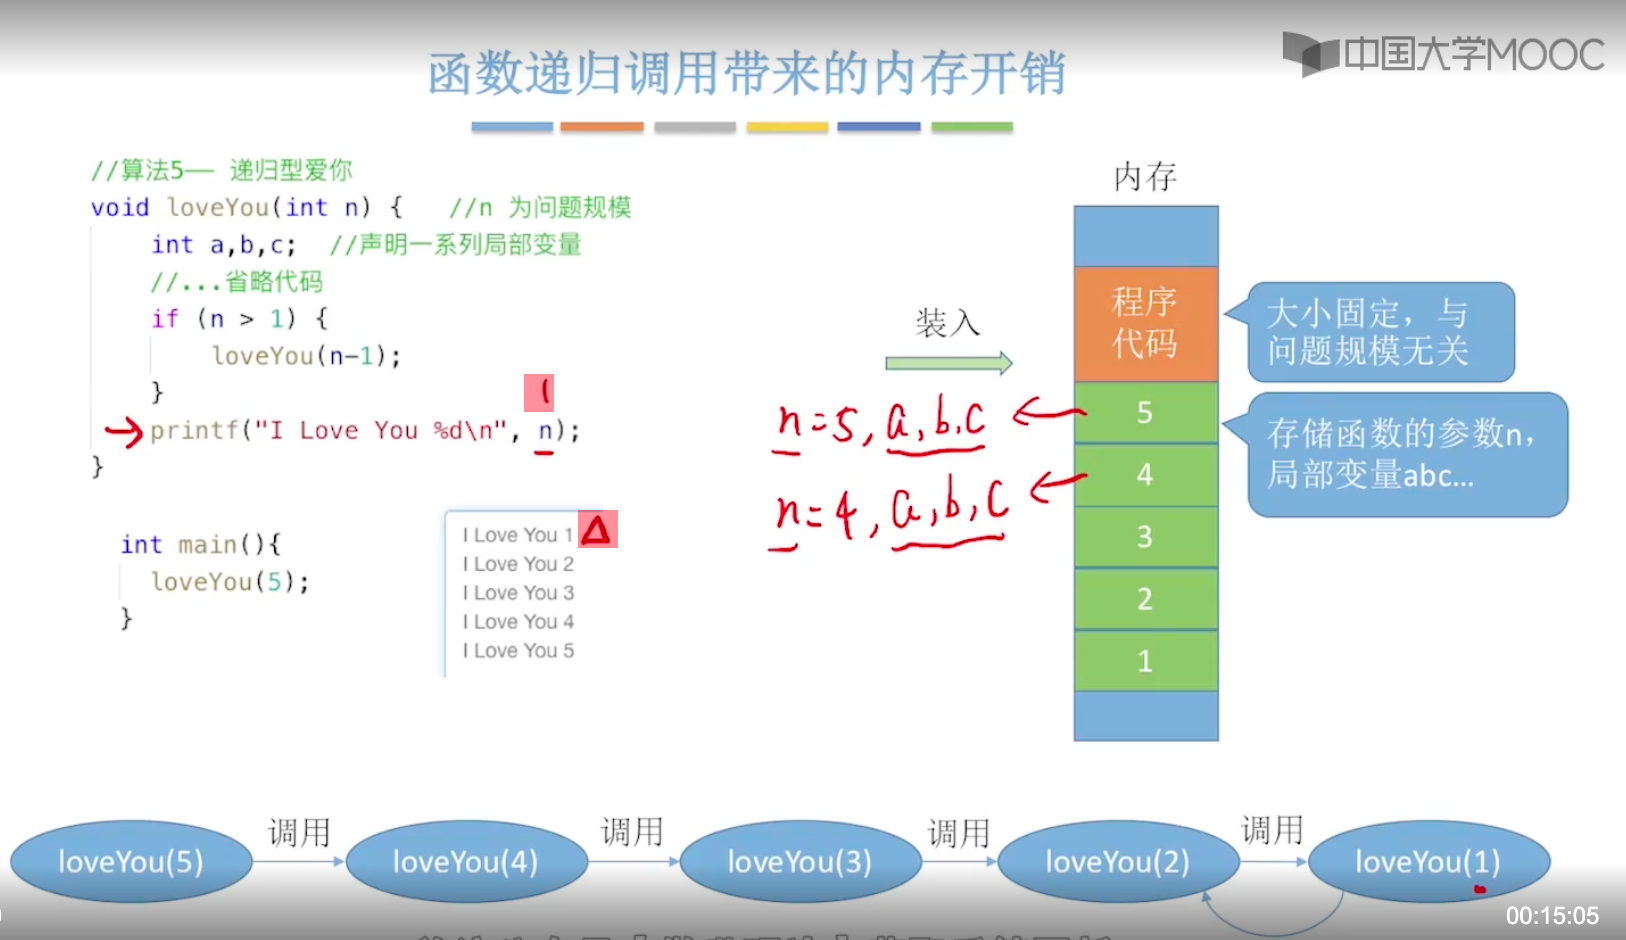 函数递归调用带来的内存开销
中国大学MOOC
//算法5—— 递归型爱你
void loveYou(int n) {   //n 为问题规模
int a,b,c;  //声明一系列局部变量
//...省略代码
if (n > 1) {
loveYou(n-1);
}
1
printf("I Love You %d\n", n);
}
int main(){
loveYou(5);
}
I Love You 1
I Love You 2
I Love You 3
I Love You 4
I Love You 5
装入
n=5, a,b,c
n=4, a,b,c
内存
程序
代码
5
4
3
2
1
大小固定，与
问题规模无关
存储函数的参数n，
局部变量abc...
loveYou(5)
调用
loveYou(4)
调用
loveYou(3)
调用
loveYou(2)
调用
loveYou(1)
00:15:05